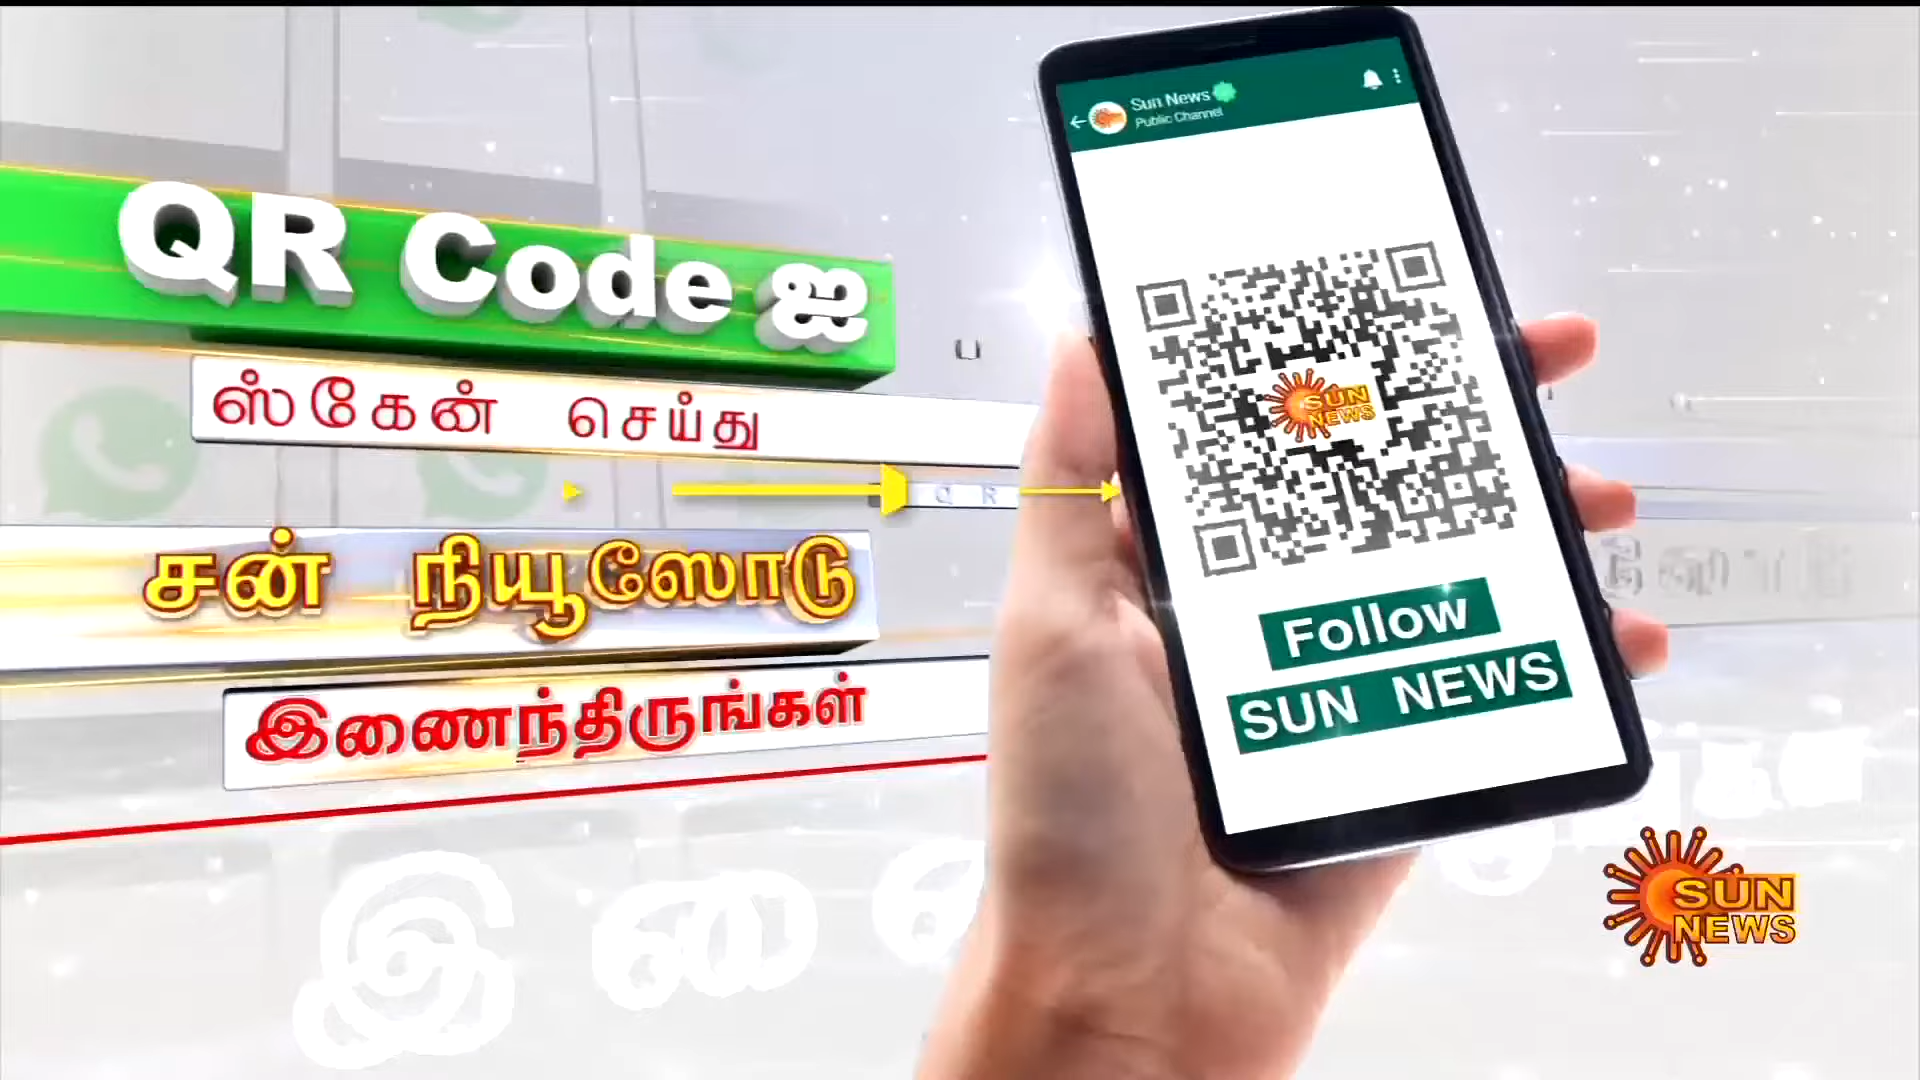 QR Code ஐ
ஸ்கேன் செய்து
சன் நியூஸோடு
இணைந்திருங்கள்
Sun News
Public Channel
SUN
NEWS
Follow
SUN NEWS
Q R
SUN
NEWS